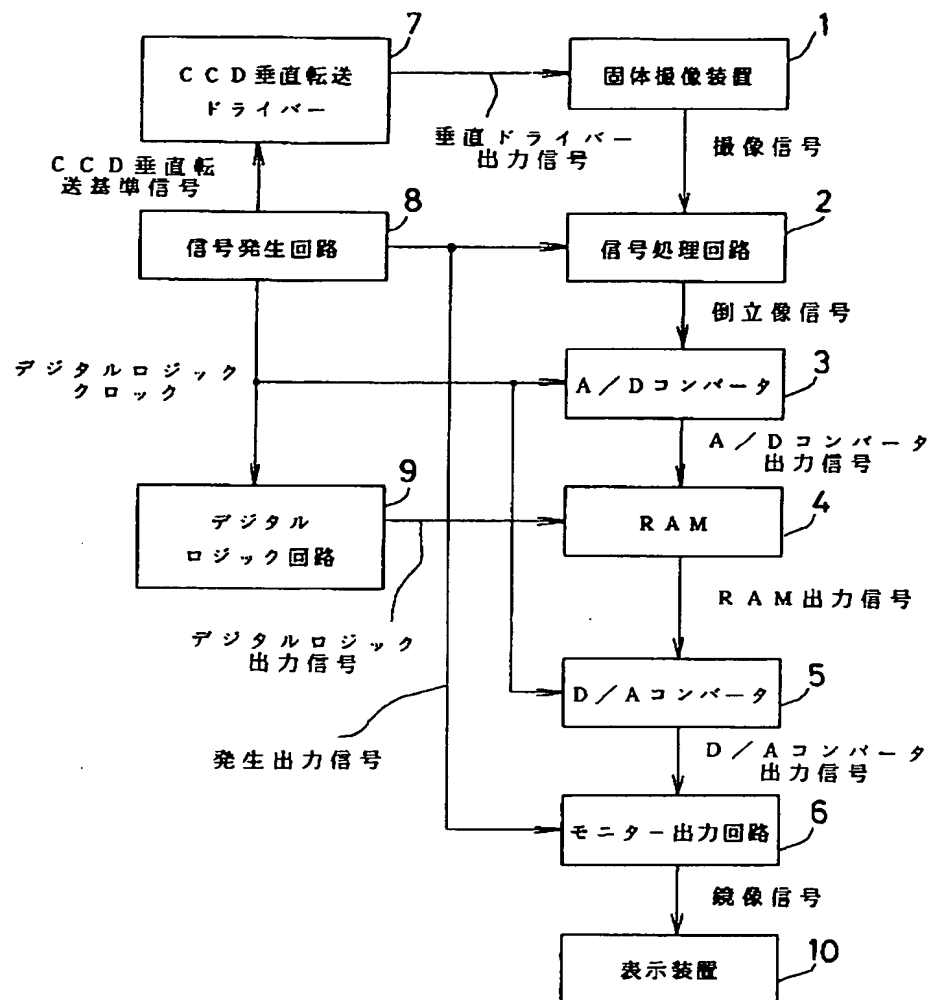 7
CCD垂直転送
ドライバー
1
固体撮像装置
垂直ドライバー
出力信号
撮像信号
CCD垂直転
送基準信号
8
信号発生回路
2
信号処理回路
倒立像信号
デジタルロジック
クロック
3
A/Dコンバータ
A/Dコンバータ
出力信号
9
デジタル
ロジック回路
4
RAM
RAM出力信号
デジタルロジック
出力信号
5
D/Aコンバータ
発生出力信号
D/Aコンバータ
出力信号
6
モニター出力回路
鏡像信号
10
表示装置